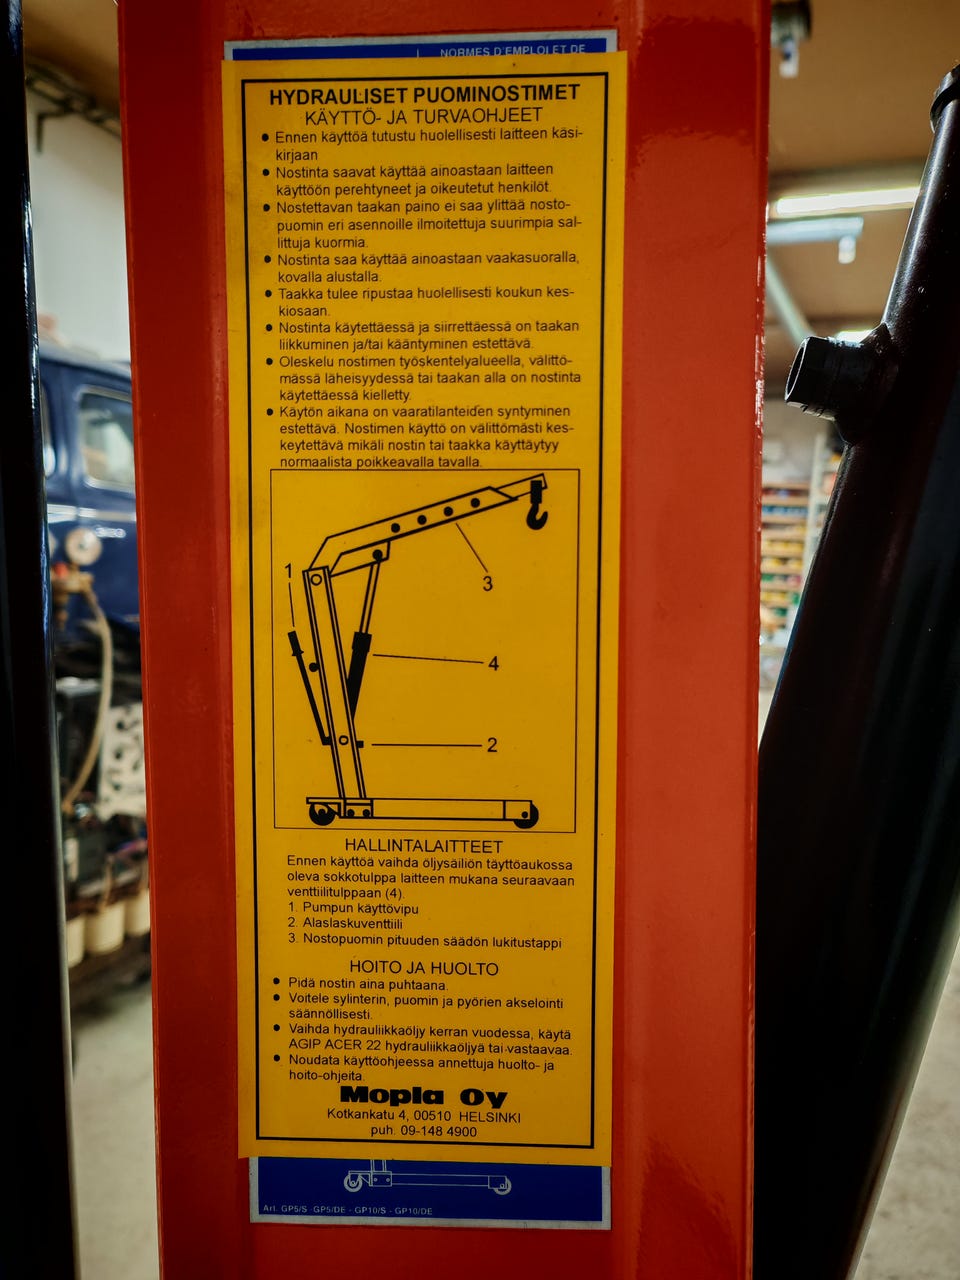 NORMES D'EMPLOI ET DE
HYDRAULISET PUOMINOSTIMET
KÄYTTÖ- JA TURVAOHJEET
• Ennen käyttöä tutustu huolellisesti laitteen käsi-
kirjaan
• Nostinta saavat käyttää ainoastaan laitteen
käyttöön perehtyneet ja oikeutetut henkilöt.
• Nostettavan taakan paino ei saa ylittää nosto-
puomin eri asennoille ilmoitettuja suurimpia sal-
littuja kuormia.
• Nostinta saa käyttää ainoastaan vaakasuoralla,
kovalla alustalla.
• Taakka tulee ripustaa huolellisesti koukun kes-
kiosaan.
• Nostinta käytettäessä ja siirrettäessä on taakan
liikkuminen ja/tai kääntyminen estettävä.
• Oleskelu nostimen työskentelyalueella, välittö-
mässä läheisyydessä tai taakan alla on nostinta
käytettäessä kielletty.
• Käytön aikana on vaaratilanteiden syntyminen
estettävä. Nostimen käyttö on välittömästi kes-
keytettävä mikäli nostin tai taakka käyttäytyy
normaalista poikkeavalla tavalla.
1
3
4
2
HALLINTALAITTEET
Ennen käyttöä vaihda öljysäiliön täyttöaukossa
oleva sokkotulppa laitteen mukana seuraavaan
venttiilitulppaan (4).
1. Pumpun käyttövipu
2. Alaslaskuventtiili
3. Nostopuomin pituuden säädön lukitustappi
HOITO JA HUOLTO
• Pidä nostin aina puhtaana.
• Voitele sylinterin, puomin ja pyörien akselointi
säännöllisesti.
• Vaihda hydrauliikkaöljy kerran vuodessa, käytä
AGIP ACER 22 hydrauliikkaöljyä tai vastaavaa.
• Noudata käyttöohjeessa annettuja huolto- ja
hoito-ohjeita.
Mopla Oy
Kotkankatu 4, 00510 HELSINKI
puh. 09-148 4900
Art. GP5/S - GP5/DE - GP10/S - GP10/DE